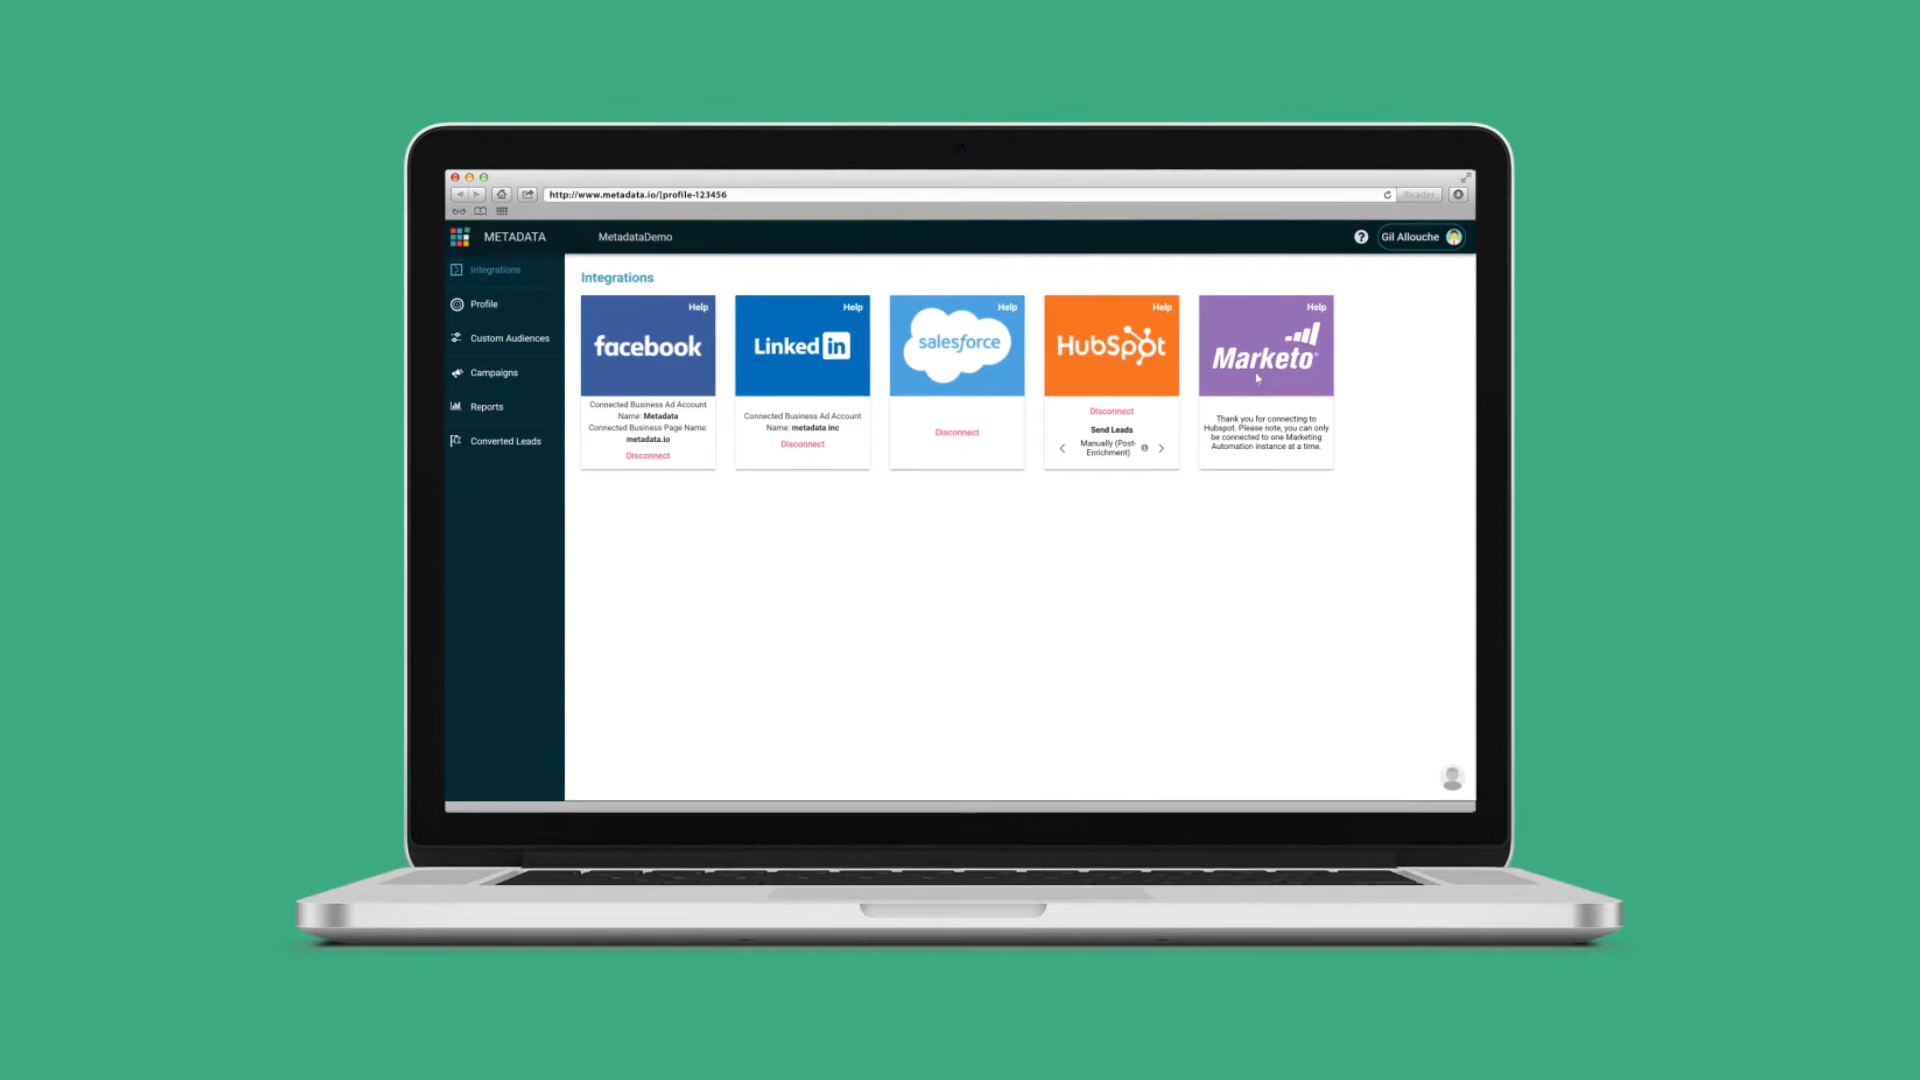 http://www.metadata.io/[profile-123456
Reader
METADATA
MetadataDemo
Gil Allouche
Integrations
Profile
Custom Audiences
Campaigns
Reports
Converted Leads
Integrations
Help
facebook
Connected Business Ad Account
Name: Metadata
Connected Business Page Name:
metadata.io
Disconnect
Help
Linked in
Connected Business Ad Account
Name: metadata inc
Disconnect
Help
salesforce
Disconnect
Help
HubSpot
Disconnect
Send Leads
Manually (Post-
Enrichment)
Help
Marketo
Thank you for connecting to
Hubspot. Please note, you can only
be connected to one Marketing
Automation instance at a time.